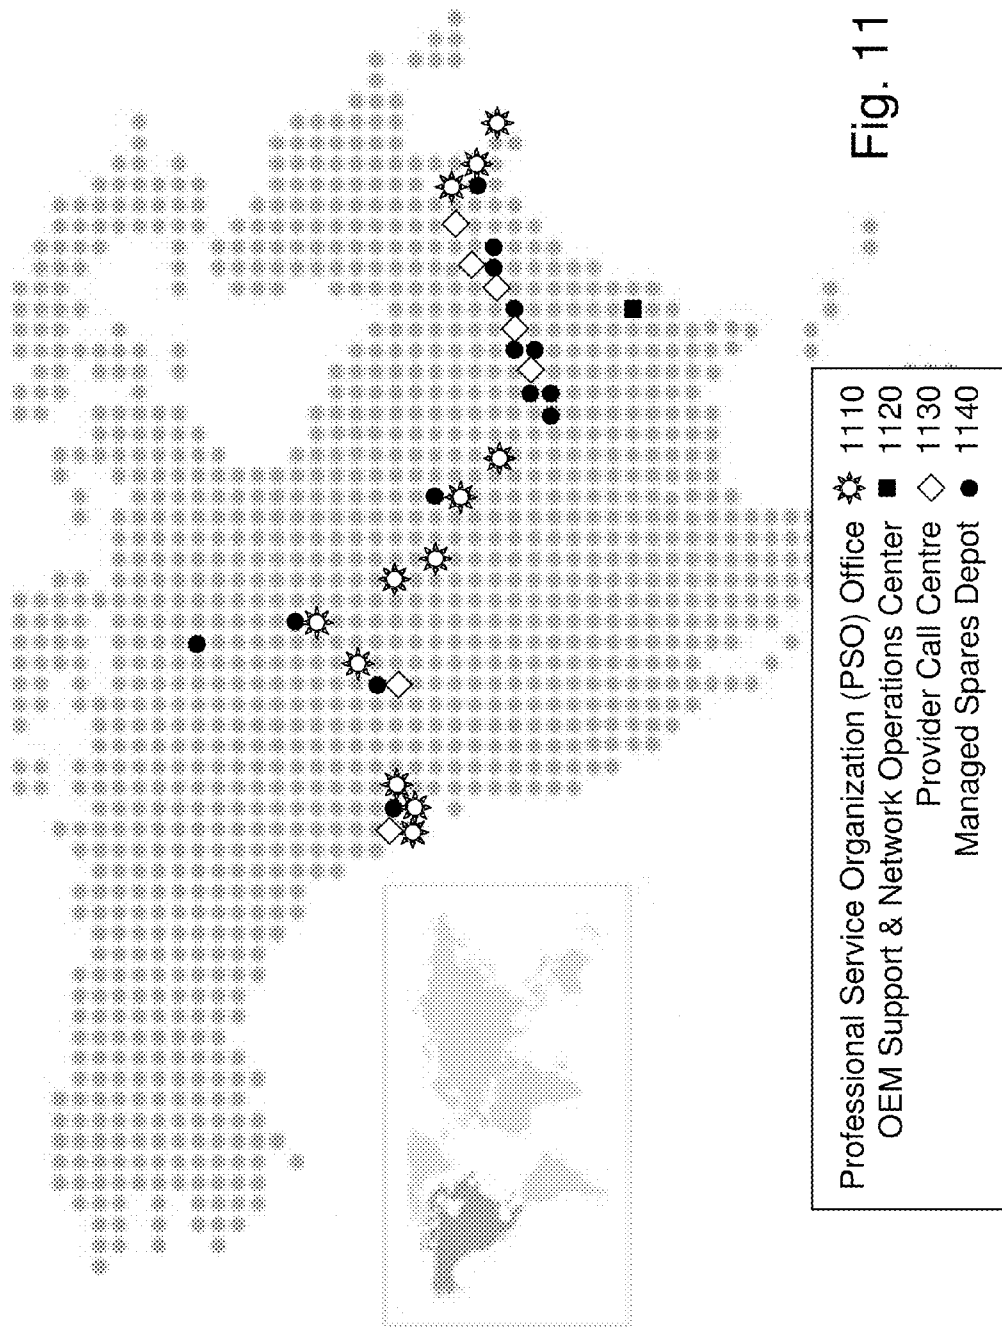 Fig. 11
Professional Service Organization (PSO) Office 1110
OEM Support & Network Operations Center 1120
Provider Call Centre 1130
Managed Spares Depot 1140